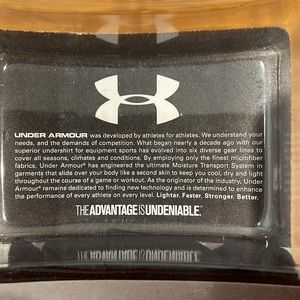 UNDER ARMOUR was developed by athletes for athletes. We understand your
needs, and the demands of competition. What began nearly a decade ago with our
superior undershirt for equipment sports has evolved into six diverse gear lines to
cover all seasons, climates and conditions. By employing only the finest microfiber
fabrics, Under Armour® has engineered the ultimate Moisture Transport System in
garments that slide over your body like a second skin to keep you cool, dry and light
throughout the course of a game or workout. As the originator of the industry, Under
Armour® remains dedicated to finding new technology and is determined to enhance
the performance of every athlete on every level. Lighter. Faster. Stronger. Better.
THE ADVANTAGE IS UNDENIABLE.